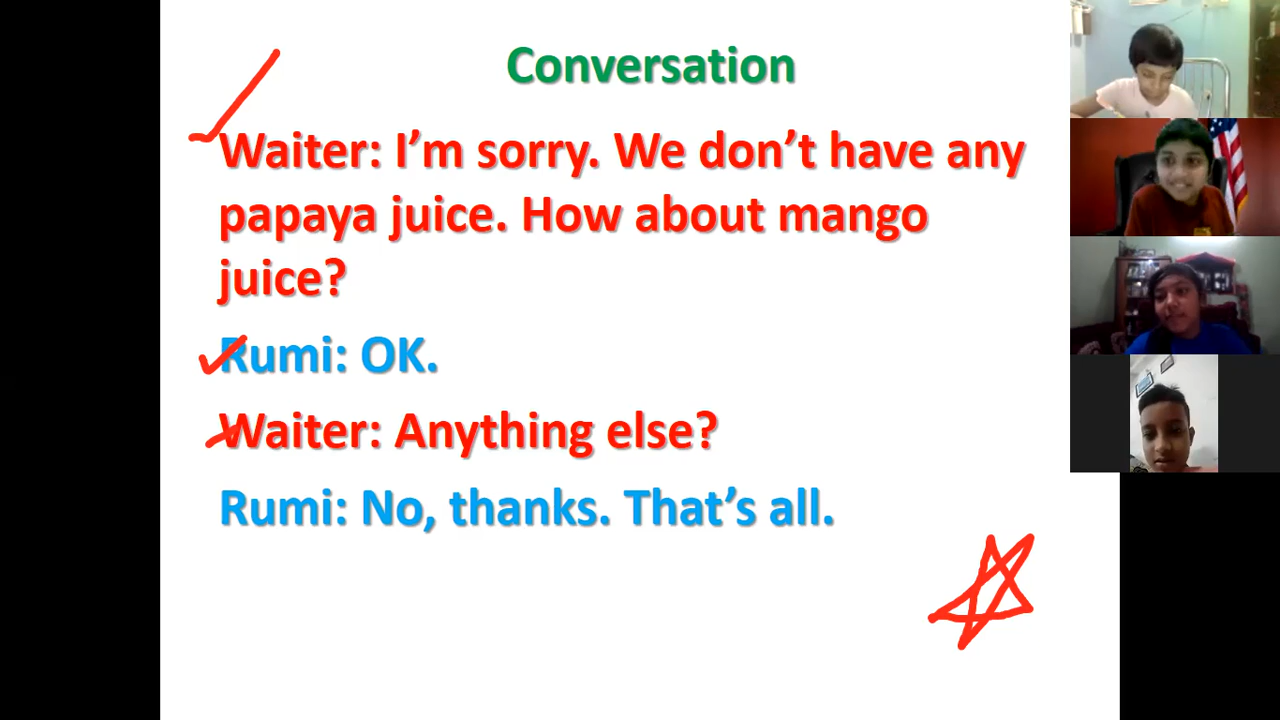 Conversation
Waiter: I'm sorry. We don't have any
papaya juice. How about mango
juice?
Rumi: OK.
Waiter: Anything else?
Rumi: No, thanks. That's all.